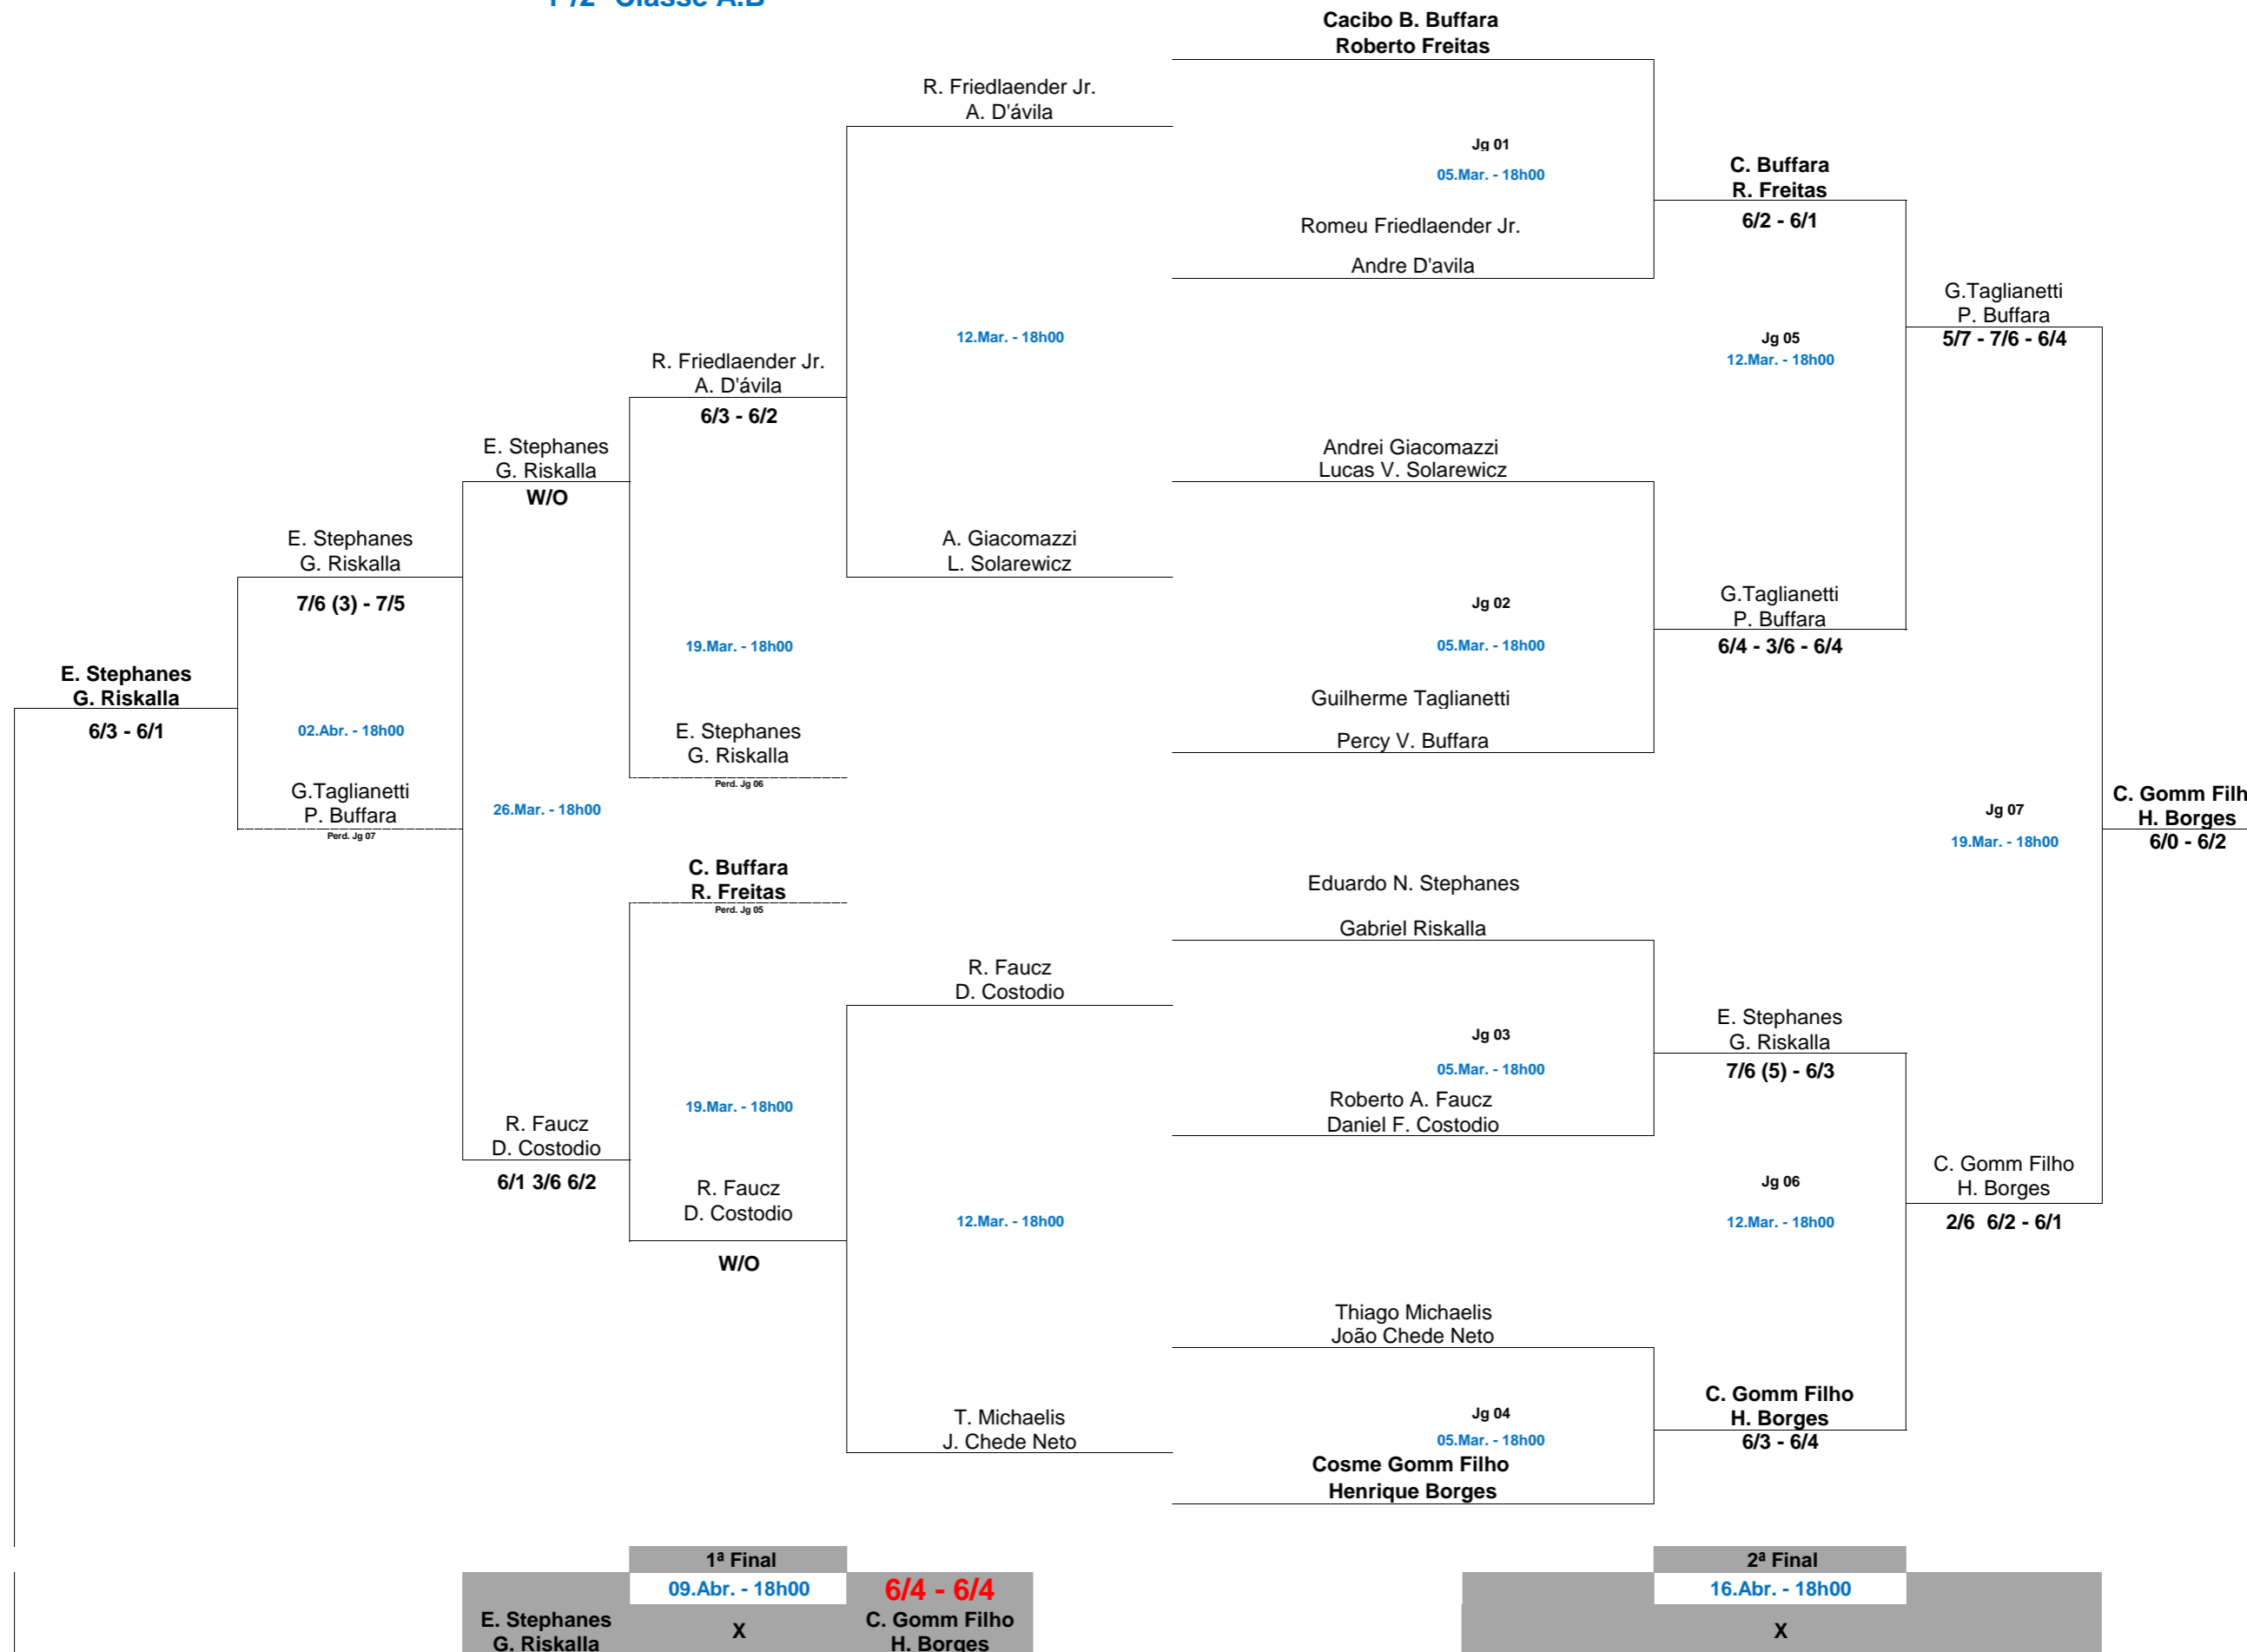 Cacibo B. Buffara
Roberto Freitas
R. Friedlaender Jr.
A. D'ávila
Jg 01
05.Mar. - 18h00
C. Buffara
R. Freitas
6/2 - 6/1
Romeu Friedlaender Jr.
Andre D'avila
G.Taglianetti
P. Buffara
5/7 - 7/6 - 6/4
12.Mar. - 18h00
Jg 05
12.Mar. - 18h00
R. Friedlaender Jr.
A. D'ávila
6/3 - 6/2
E. Stephanes
G. Riskalla
W/O
Andrei Giacomazzi
Lucas V. Solarewicz
E. Stephanes
G. Riskalla
7/6 (3) - 7/5
A. Giacomazzi
L. Solarewicz
Jg 02
05.Mar. - 18h00
G.Taglianetti
P. Buffara
6/4 - 3/6 - 6/4
19.Mar. - 18h00
E. Stephanes
G. Riskalla
6/3 - 6/1
02.Abr. - 18h00
Guilherme Taglianetti
Percy V. Buffara
E. Stephanes
G. Riskalla
Perd. Jg 06
G.Taglianetti
P. Buffara
Perd. Jg 07
26.Mar. - 18h00
Jg 07
19.Mar. - 18h00
C. Gomm Filh
H. Borges
6/0 - 6/2
C. Buffara
R. Freitas
Perd. Jg 05
Eduardo N. Stephanes
Gabriel Riskalla
R. Faucz
D. Costodio
Jg 03
05.Mar. - 18h00
E. Stephanes
G. Riskalla
7/6 (5) - 6/3
Roberto A. Faucz
Daniel F. Costodio
19.Mar. - 18h00
R. Faucz
D. Costodio
6/1 3/6 6/2
R. Faucz
D. Costodio
W/O
12.Mar. - 18h00
Jg 06
12.Mar. - 18h00
C. Gomm Filho
H. Borges
2/6 6/2 - 6/1
Thiago Michaelis
João Chede Neto
T. Michaelis
J. Chede Neto
Jg 04
05.Mar. - 18h00
C. Gomm Filho
H. Borges
6/3 - 6/4
Cosme Gomm Filho
Henrique Borges
1ª Final
09.Abr. - 18h00
6/4 - 6/4
E. Stephanes
G. Riskalla
X
C. Gomm Filho
H. Borges
2ª Final
16.Abr. - 18h00
X